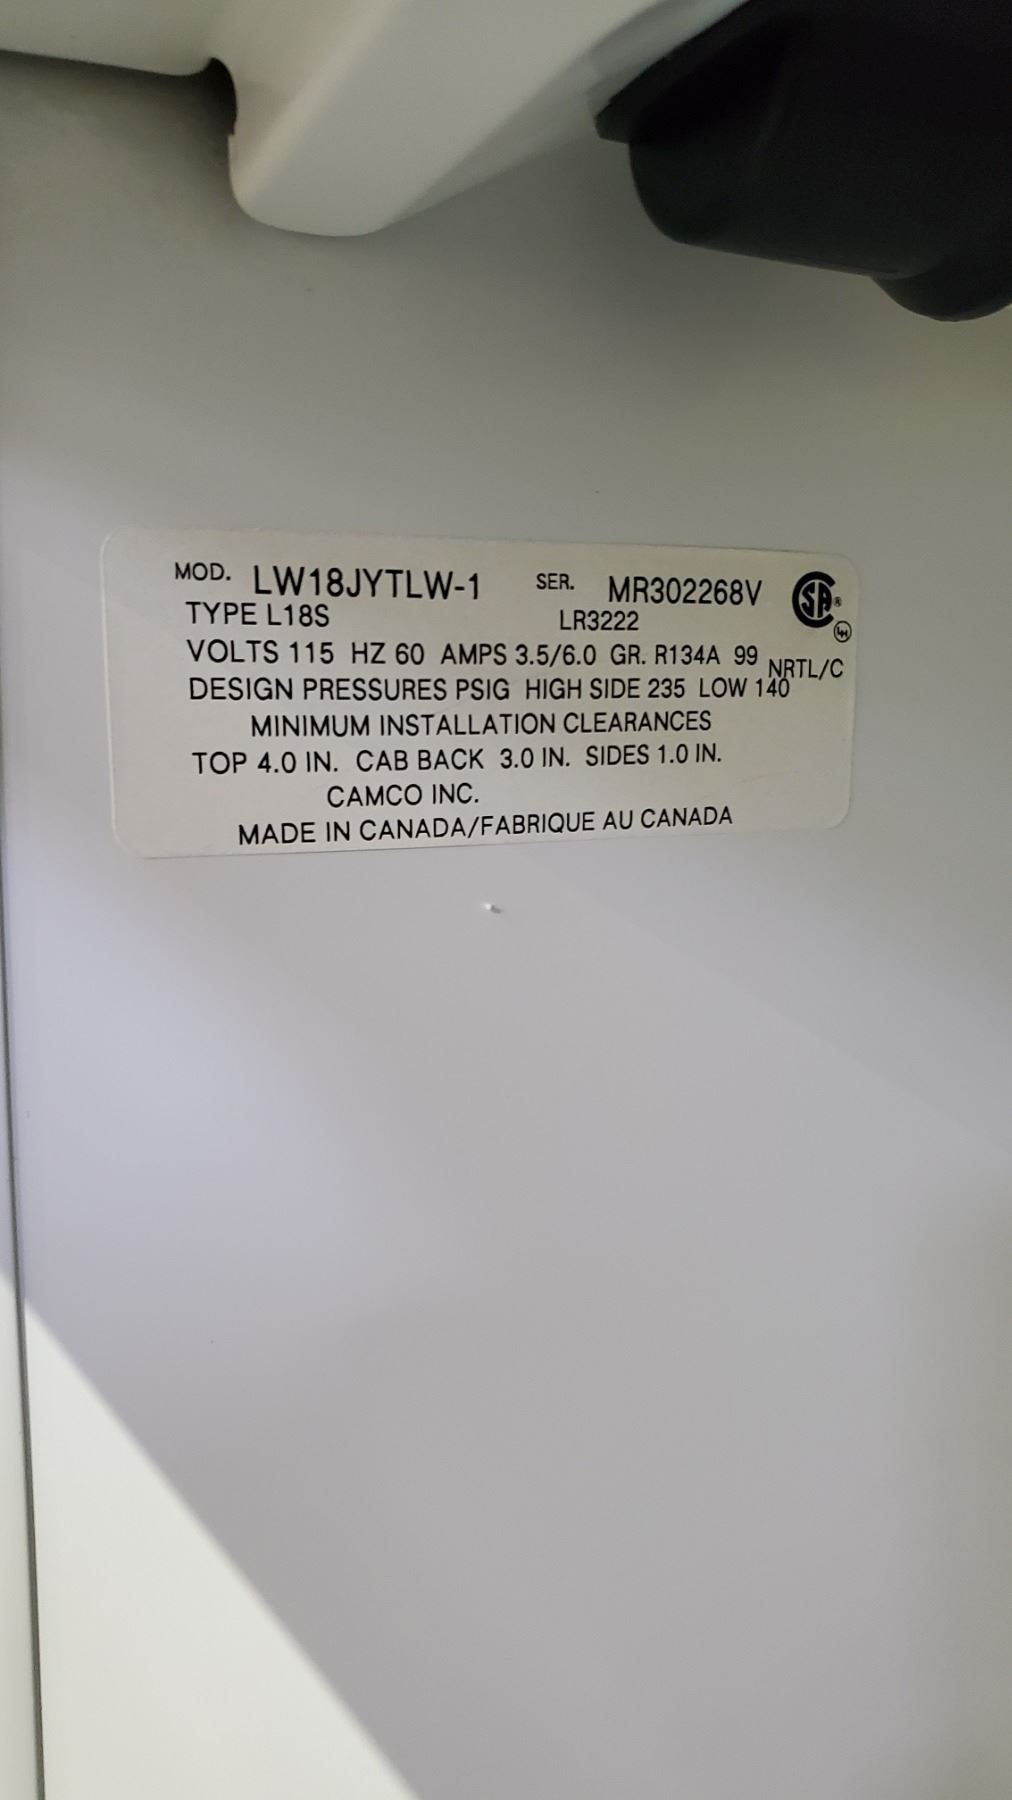 MOD. LW18JYTLW-1 SER. MR302268V SA ®
TYPE L18S LR3222 LH
VOLTS 115 HZ 60 AMPS 3.5/6.0 GR. R134A 99 NRTL/C
DESIGN PRESSURES PSIG HIGH SIDE 235 LOW 140
MINIMUM INSTALLATION CLEARANCES
TOP 4.0 IN. CAB BACK 3.0 IN. SIDES 1.0 IN.
CAMCO INC.
MADE IN CANADA/FABRIQUE AU CANADA